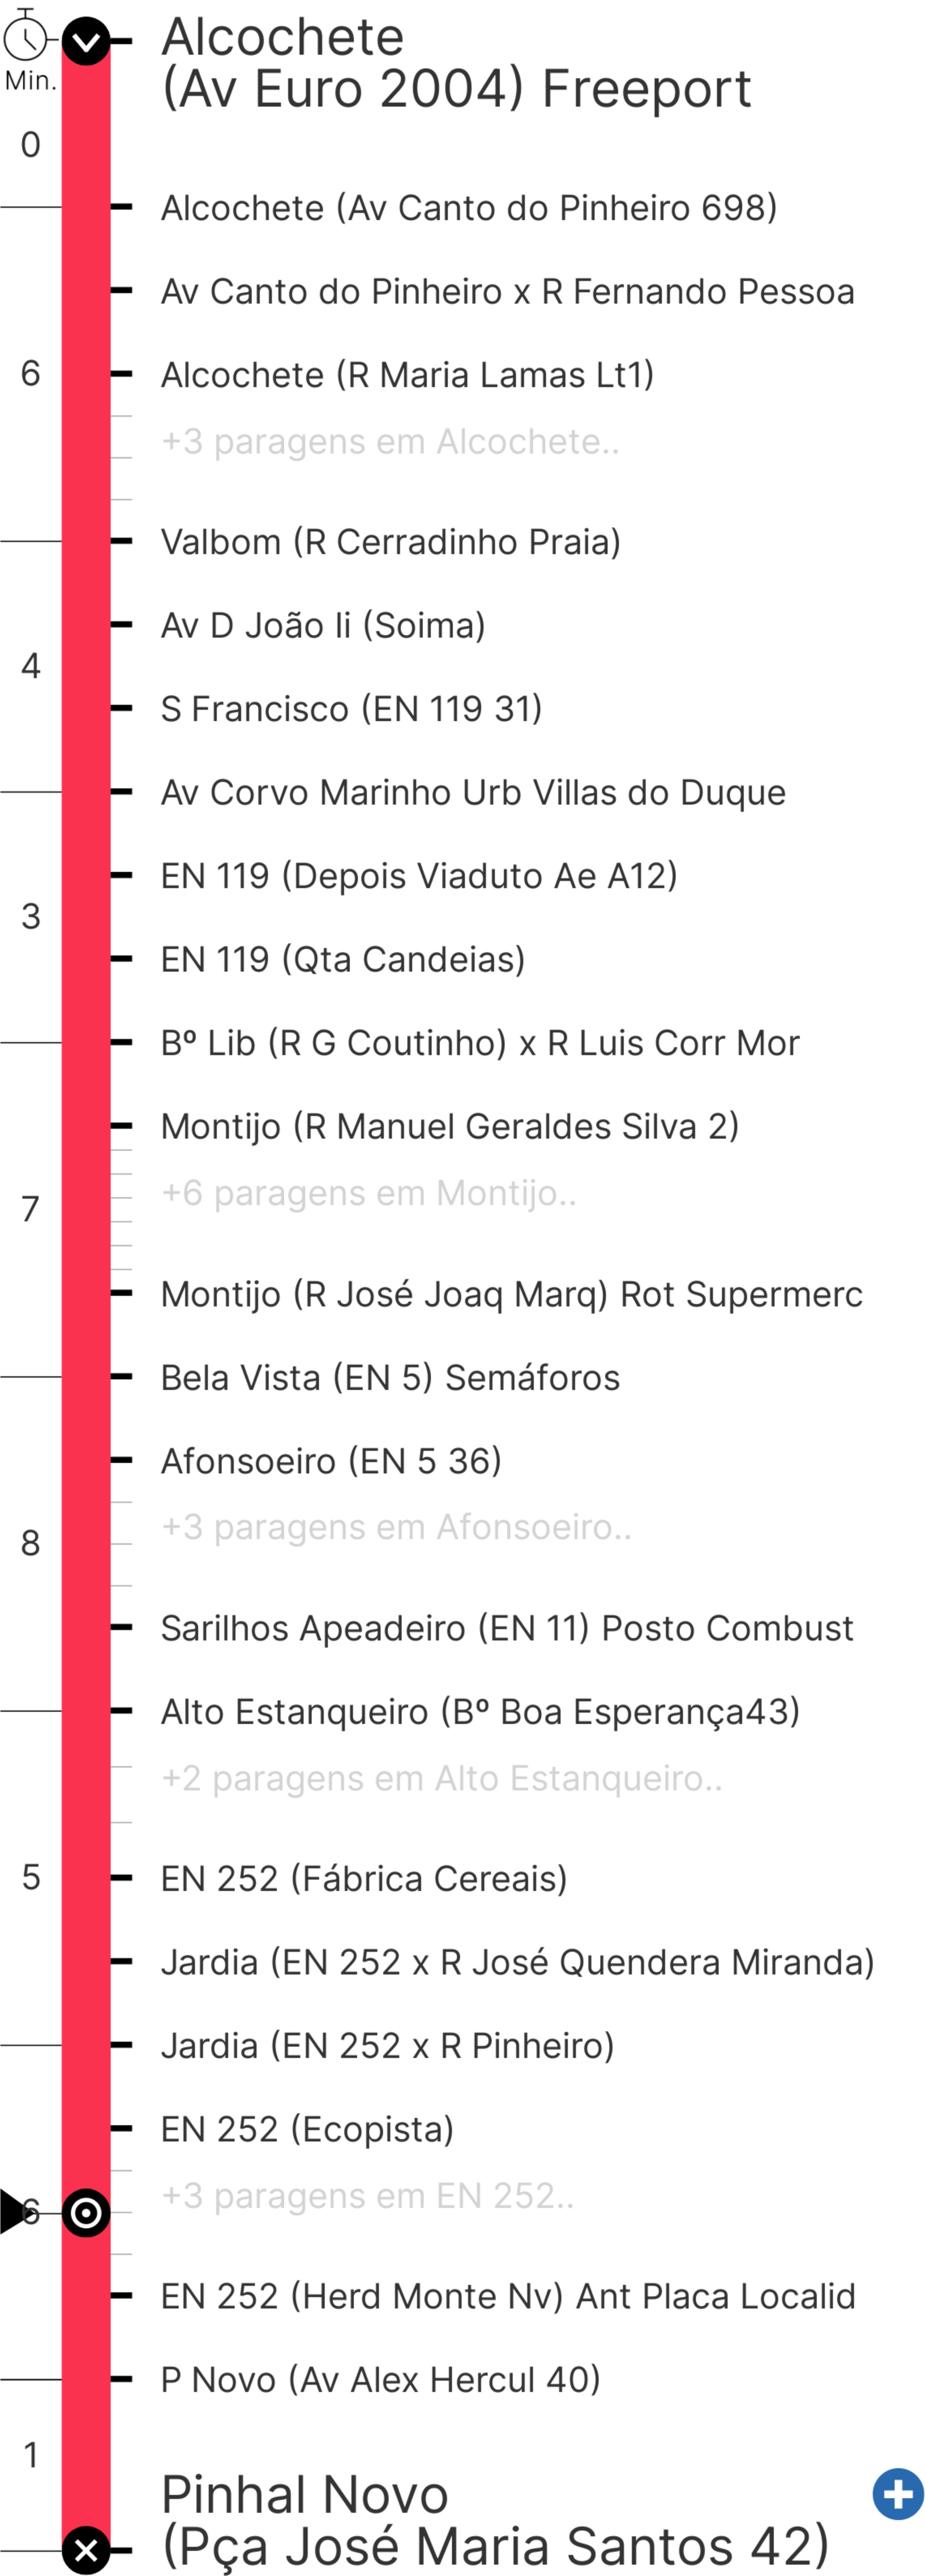 Alcochete
(Av Euro 2004) Freeport
Min.
0
Alcochete (Av Canto do Pinheiro 698)
Av Canto do Pinheiro x R Fernando Pessoa
6
Alcochete (R Maria Lamas Lt1)
+3 paragens em Alcochete..
Valbom (R Cerradinho Praia)
Av D João Ii (Soima)
4
S Francisco (EN 119 31)
Av Corvo Marinho Urb Villas do Duque
EN 119 (Depois Viaduto Ae A12)
3
EN 119 (Qta Candeias)
Bº Lib (R G Coutinho) x R Luis Corr Mor
Montijo (R Manuel Geraldes Silva 2)
+6 paragens em Montijo..
7
Montijo (R José Joaq Marq) Rot Supermerc
Bela Vista (EN 5) Semáforos
Afonsoeiro (EN 5 36)
+3 paragens em Afonsoeiro..
8
Sarilhos Apeadeiro (EN 11) Posto Combust
Alto Estanqueiro (Bº Boa Esperança43)
+2 paragens em Alto Estanqueiro..
5
EN 252 (Fábrica Cereais)
Jardia (EN 252 x R José Quendera Miranda)
Jardia (EN 252 x R Pinheiro)
EN 252 (Ecopista)
+3 paragens em EN 252..
6
EN 252 (Herd Monte Nv) Ant Placa Localid
P Novo (Av Alex Hercul 40)
1
Pinhal Novo
(Pça José Maria Santos 42)